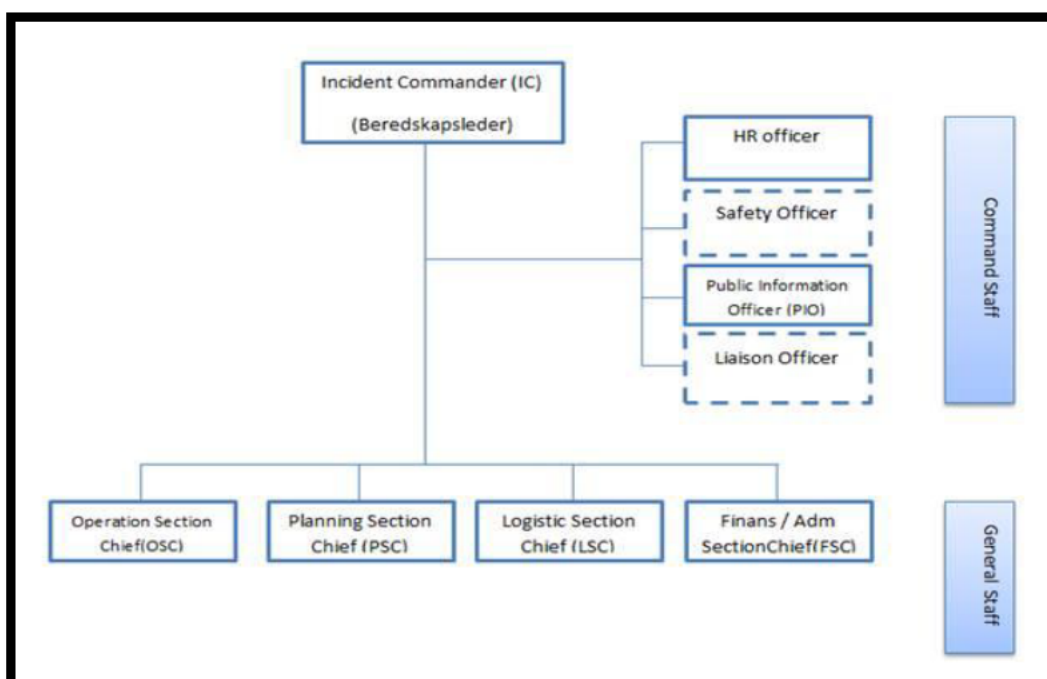 Incident Commander (IC)
(Beredskapsleder)
HR officer
Safety Officer
Public Information
Officer (PIO)
Liaison Officer
Command Staff
Operation Section
Chief(OSC)
Planning Section
Chief (PSC)
Logistic Section
Chief (LSC)
Finans / Adm
SectionChief(FSC)
General Staff